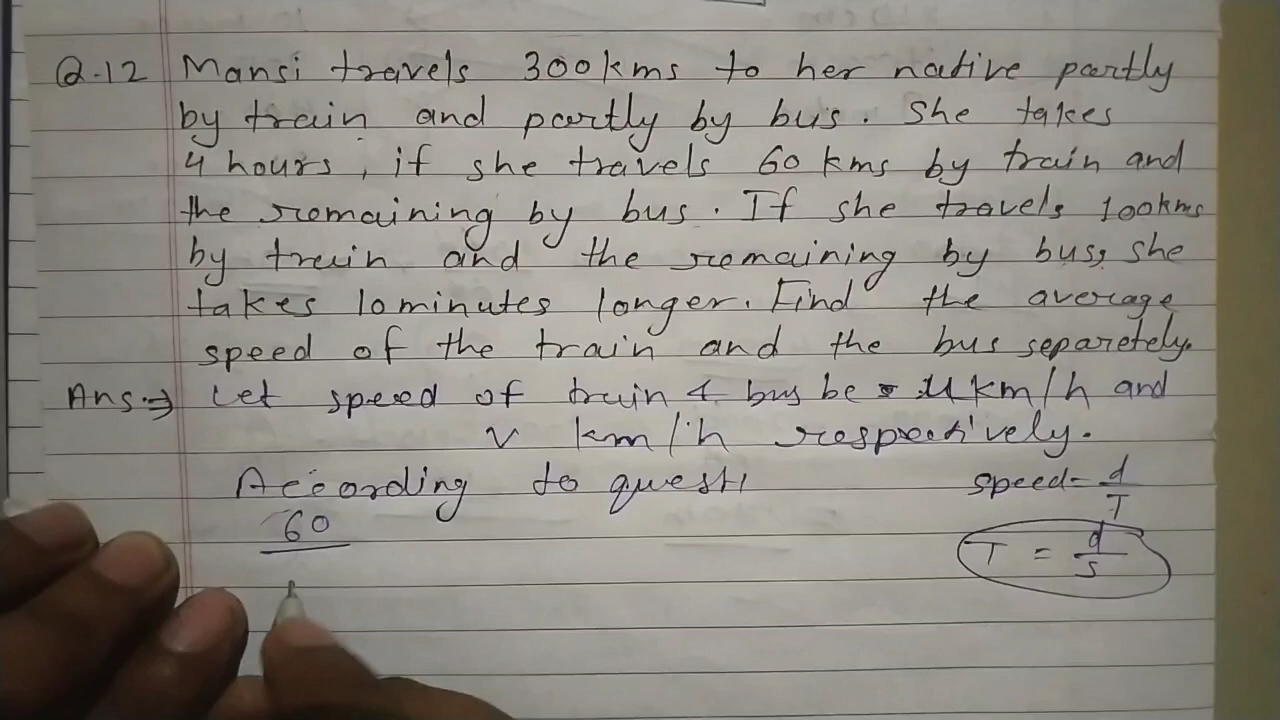 Q.12 Mansi travels 300kms to her native partly
by train and partly by bus. She takes
4 hours, if she travels 60 kms by train and
the remaining by bus. If she travels 100kms
by train and the remaining by bus, she
takes 10 minutes longer. Find the average
speed of the train and the bus separetely.
Ans:→ Let speed of train & bus be u km/h and
v km/h respectively.
According to questi
speed = d/T
60
T = d/s